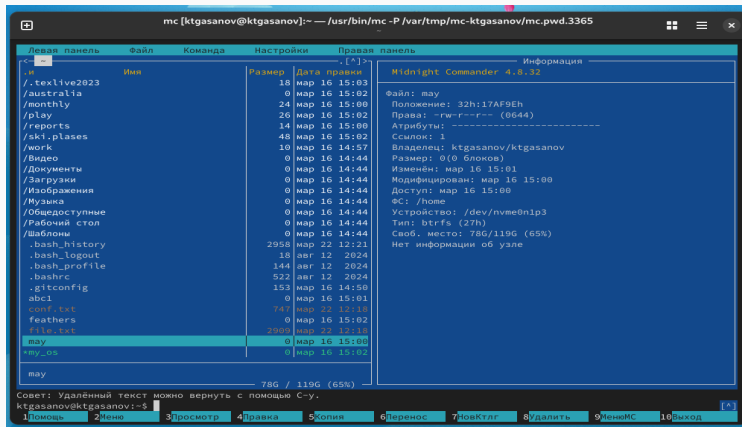 mc [ktgasanov@ktgasanov]:~ — /usr/bin/mc -P /var/tmp/mc-ktgasanov/mc.pwd.3365
~
Левая панель Файл Команда Настройки Правая панель
<- ~ .[^]>
.и Имя Размер Дата правки
/.texlive2023 18 мар 16 15:03
/australia 0 мар 16 15:02
/monthly 24 мар 16 15:00
/play 26 мар 16 15:02
/reports 14 мар 16 15:00
/ski.plases 48 мар 16 15:02
/work 10 мар 16 14:57
/Видео 0 мар 16 14:44
/Документы 0 мар 16 14:44
/Загрузки 0 мар 16 14:44
/Изображения 0 мар 16 14:44
/Музыка 0 мар 16 14:44
/Общедоступные 0 мар 16 14:44
/Рабочий стол 0 мар 16 14:44
/Шаблоны 0 мар 16 14:44
.bash_history 2958 мар 22 12:21
.bash_logout 18 авг 12 2024
.bash_profile 144 авг 12 2024
.bashrc 522 авг 12 2024
.gitconfig 153 мар 16 14:50
abc1 0 мар 16 15:01
conf.txt 747 мар 22 12:18
feathers 0 мар 16 15:02
file.txt 2909 мар 22 12:18
may 0 мар 16 15:00
*my_os 0 мар 16 15:02
may
78G / 119G (65%)
Информация
Midnight Commander 4.8.32
Файл: may
Положение: 32h:17AF9Eh
Права: -rw-r--r-- (0644)
Атрибуты: --------------------------
Ссылок: 1
Владелец: ktgasanov/ktgasanov
Размер: 0(0 блоков)
Изменён: мар 16 15:01
Модифицирован: мар 16 15:00
Доступ: мар 16 15:00
ФС: /home
Устройство: /dev/nvme0n1p3
Тип: btrfs (27h)
Своб. место: 78G/119G (65%)
Нет информации об узле
Совет: Удалённый текст можно вернуть с помощью C-y.
ktgasanov@ktgasanov:~$ [^]
1Помощь 2Меню 3Просмотр 4Правка 5Копия 6Перенос 7НовКтлг 8Удалить 9МенюMC 10Выход